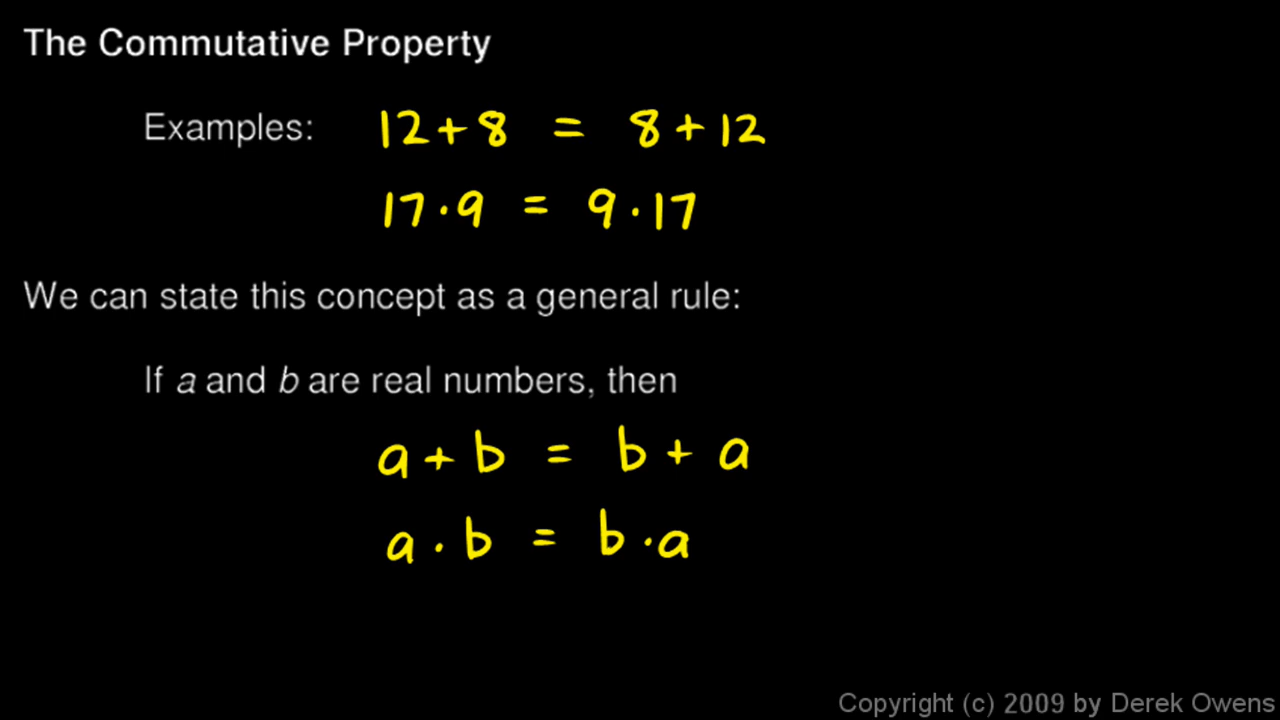 The Commutative Property
Examples: 12+8 = 8+12
17·9 = 9·17
We can state this concept as a general rule:
If a and b are real numbers, then
a + b = b + a
a · b = b · a
Copyright (c) 2009 by Derek Owens